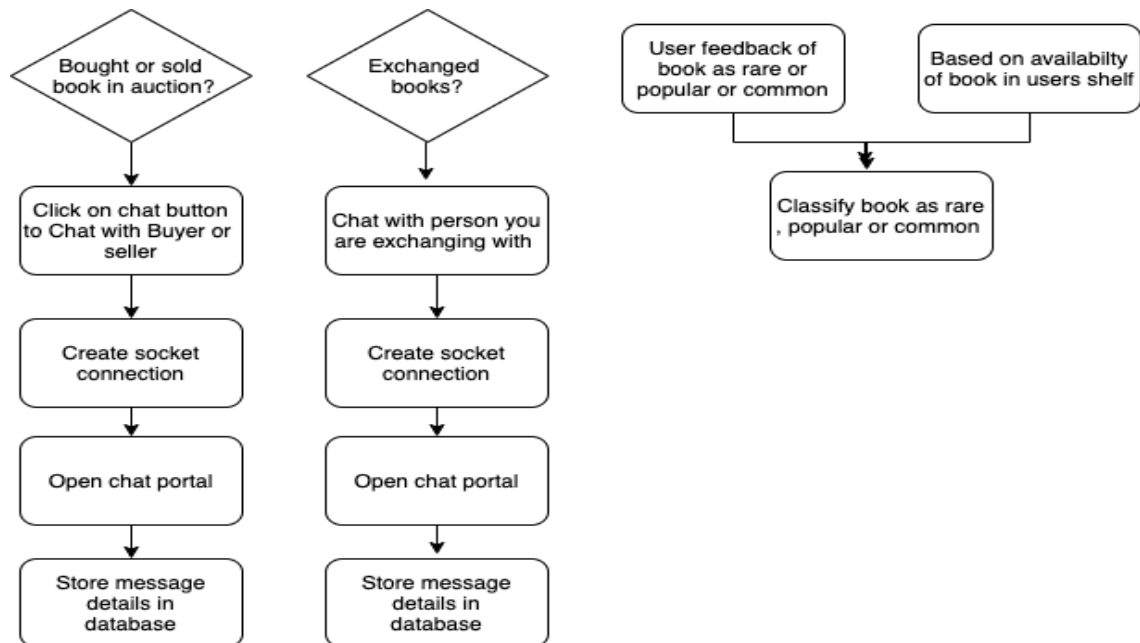 Bought or sold
book in auction?
Click on chat button
to Chat with Buyer or
seller
Create socket
connection
Open chat portal
Store message
details in
database
Exchanged
books?
Chat with person you
are exchanging with
Create socket
connection
Open chat portal
Store message
details in
database
User feedback of
book as rare or
popular or common
Based on availabilty
of book in users shelf
Classify book as rare
, popular or common